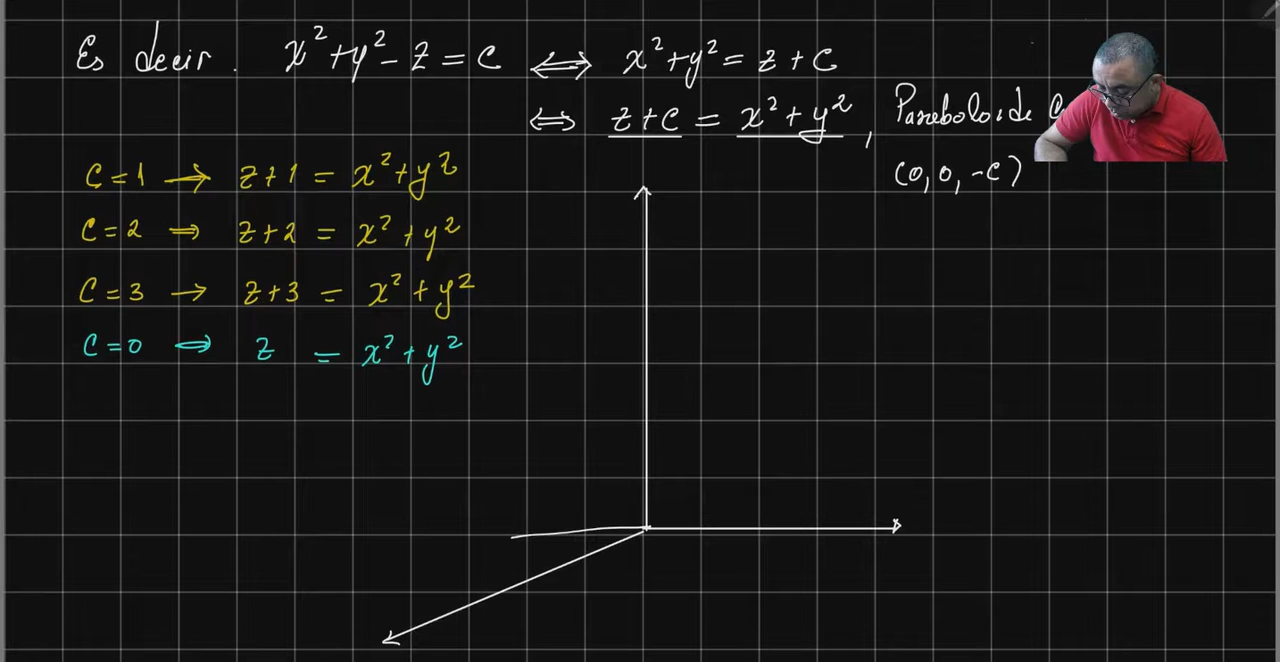 Es decir. x²+y²-z=c ⟺ x²+y²=z+c
⟺ z+c = x²+y², Paraboloide
(0,0,-c)
c=1 → z+1 = x²+y²
c=2 ⇒ z+2 = x²+y²
c=3 → z+3 = x²+y²
c=0 ⇒ z = x²+y²